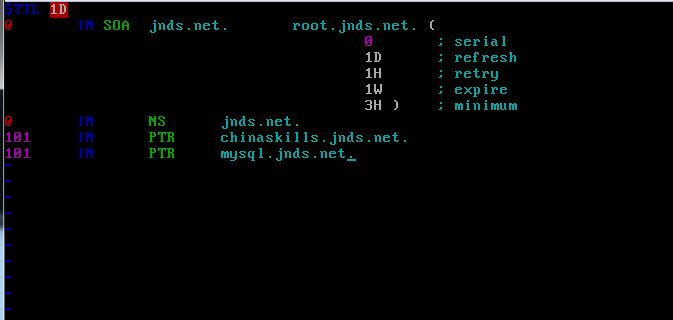 $TTL 1D
@ IN SOA jnds.net. root.jnds.net. (
0 ; serial
1D ; refresh
1H ; retry
1W ; expire
3H ) ; minimum
@ IN NS jnds.net.
101 IN PTR chinaskills.jnds.net.
101 IN PTR mysql.jnds.net.
~
~
~
~
~
~
~
~
~
~